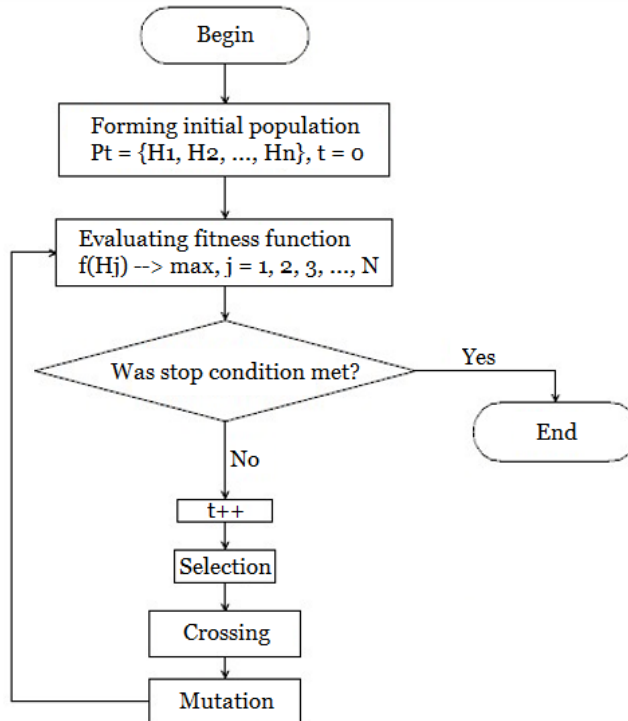 Begin
Forming initial population
Pt = {H1, H2, ..., Hn}, t = 0
Evaluating fitness function
f(Hj) --> max, j = 1, 2, 3, ..., N
Was stop condition met?
Yes
End
No
t++
Selection
Crossing
Mutation